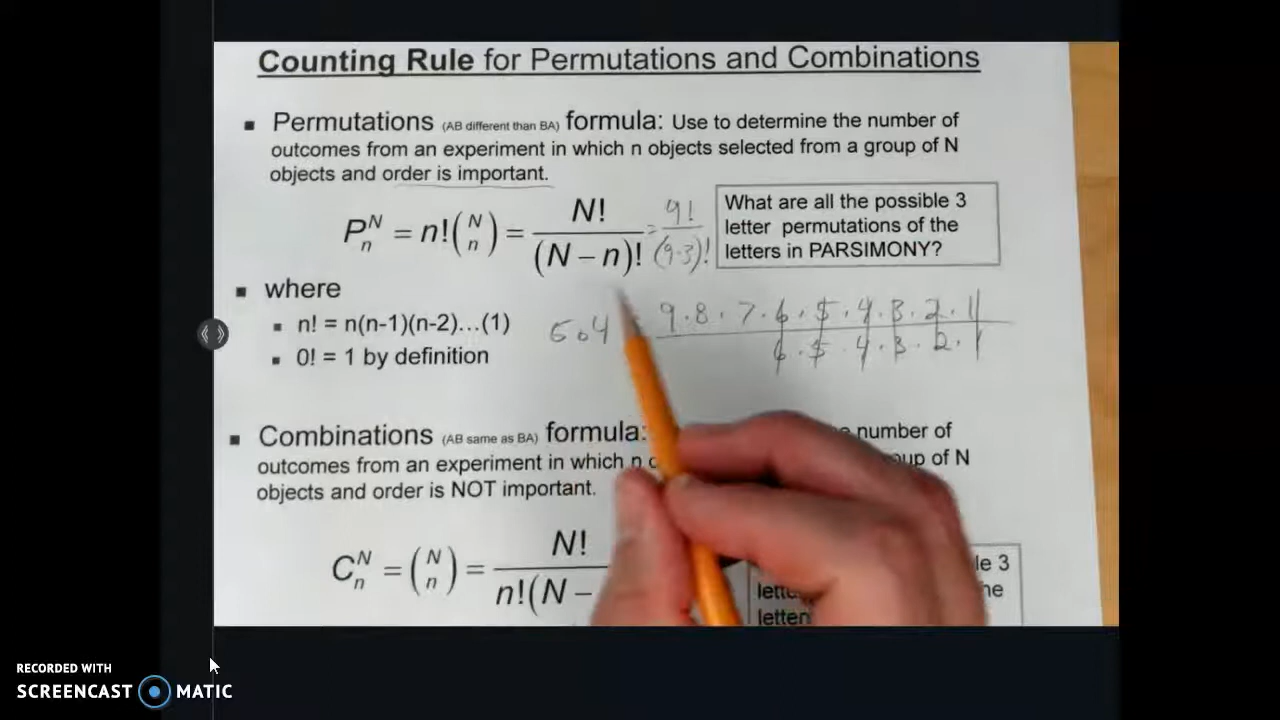 Counting Rule for Permutations and Combinations
▪ Permutations (AB different than BA) formula: Use to determine the number of
outcomes from an experiment in which n objects selected from a group of N
objects and order is important.
P_n^N = n!(N n) = N! / (N – n)! = 9! / (9-3)!
What are all the possible 3
letter permutations of the
letters in PARSIMONY?
▪ where
▪ n! = n(n-1)(n-2)…(1)
▪ 0! = 1 by definition
504
9·8·7·6·5·4·3·2·1
6·5·4·3·2·1
▪ Combinations (AB same as BA) formula: number of
outcomes from an experiment in which n of N
objects and order is NOT important.
C_n^N = (N n) = N! / n!(N –
3
RECORDED WITH
SCREENCAST MATIC